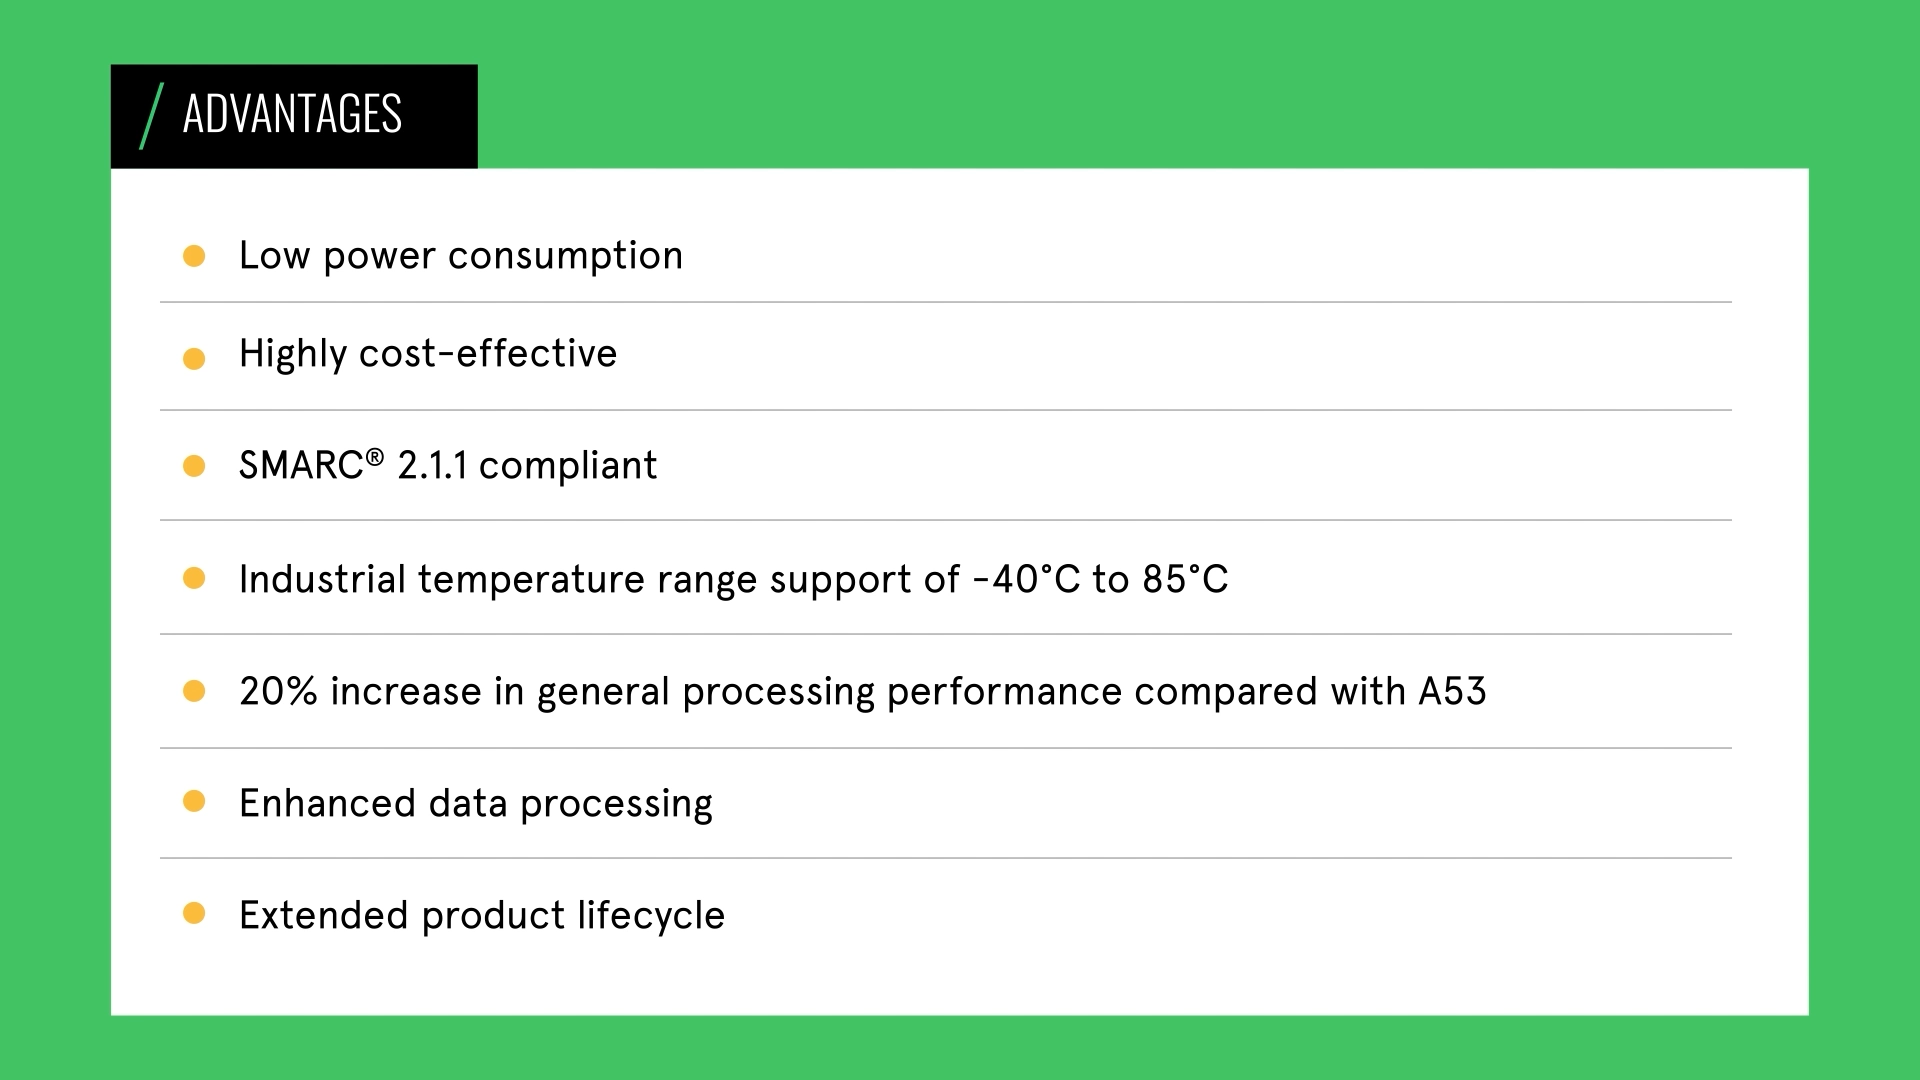 / ADVANTAGES
Low power consumption
Highly cost-effective
SMARC® 2.1.1 compliant
Industrial temperature range support of -40°C to 85°C
20% increase in general processing performance compared with A53
Enhanced data processing
Extended product lifecycle